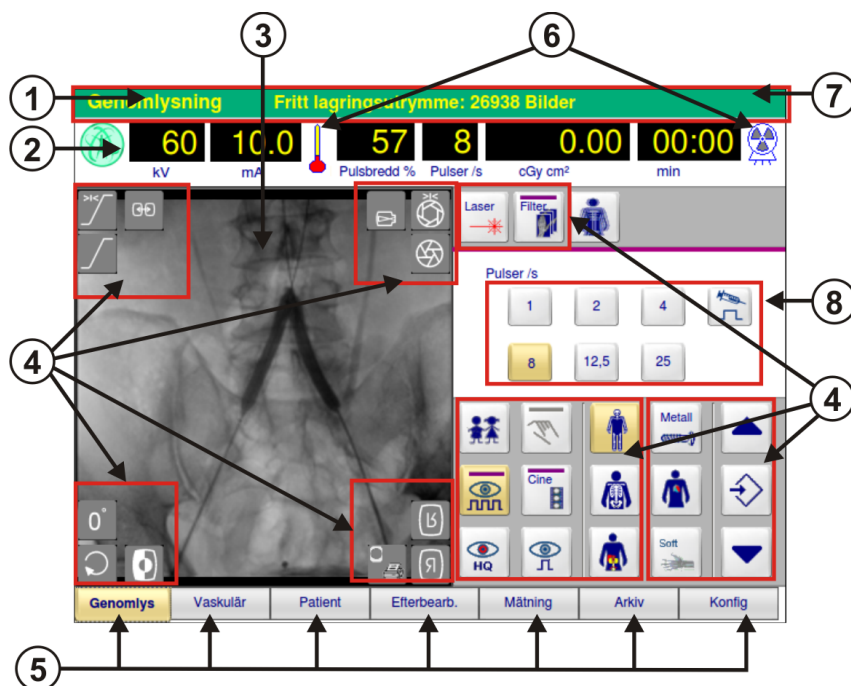 3
6
1
Genomlysning Fritt lagringsutrymme: 26938 Bilder
7
2
60 10.0 57 8 0.00 00:00
kV mA Pulsbredd % Pulser /s cGy cm² min
Laser Filter
Pulser /s
8
1 2 4
4
8 12,5 25
4
Metall
Cine
0°
R
HQ
Soft
R
Genomlys Vaskulär Patient Efterbearb. Mätning Arkiv Konfig
5